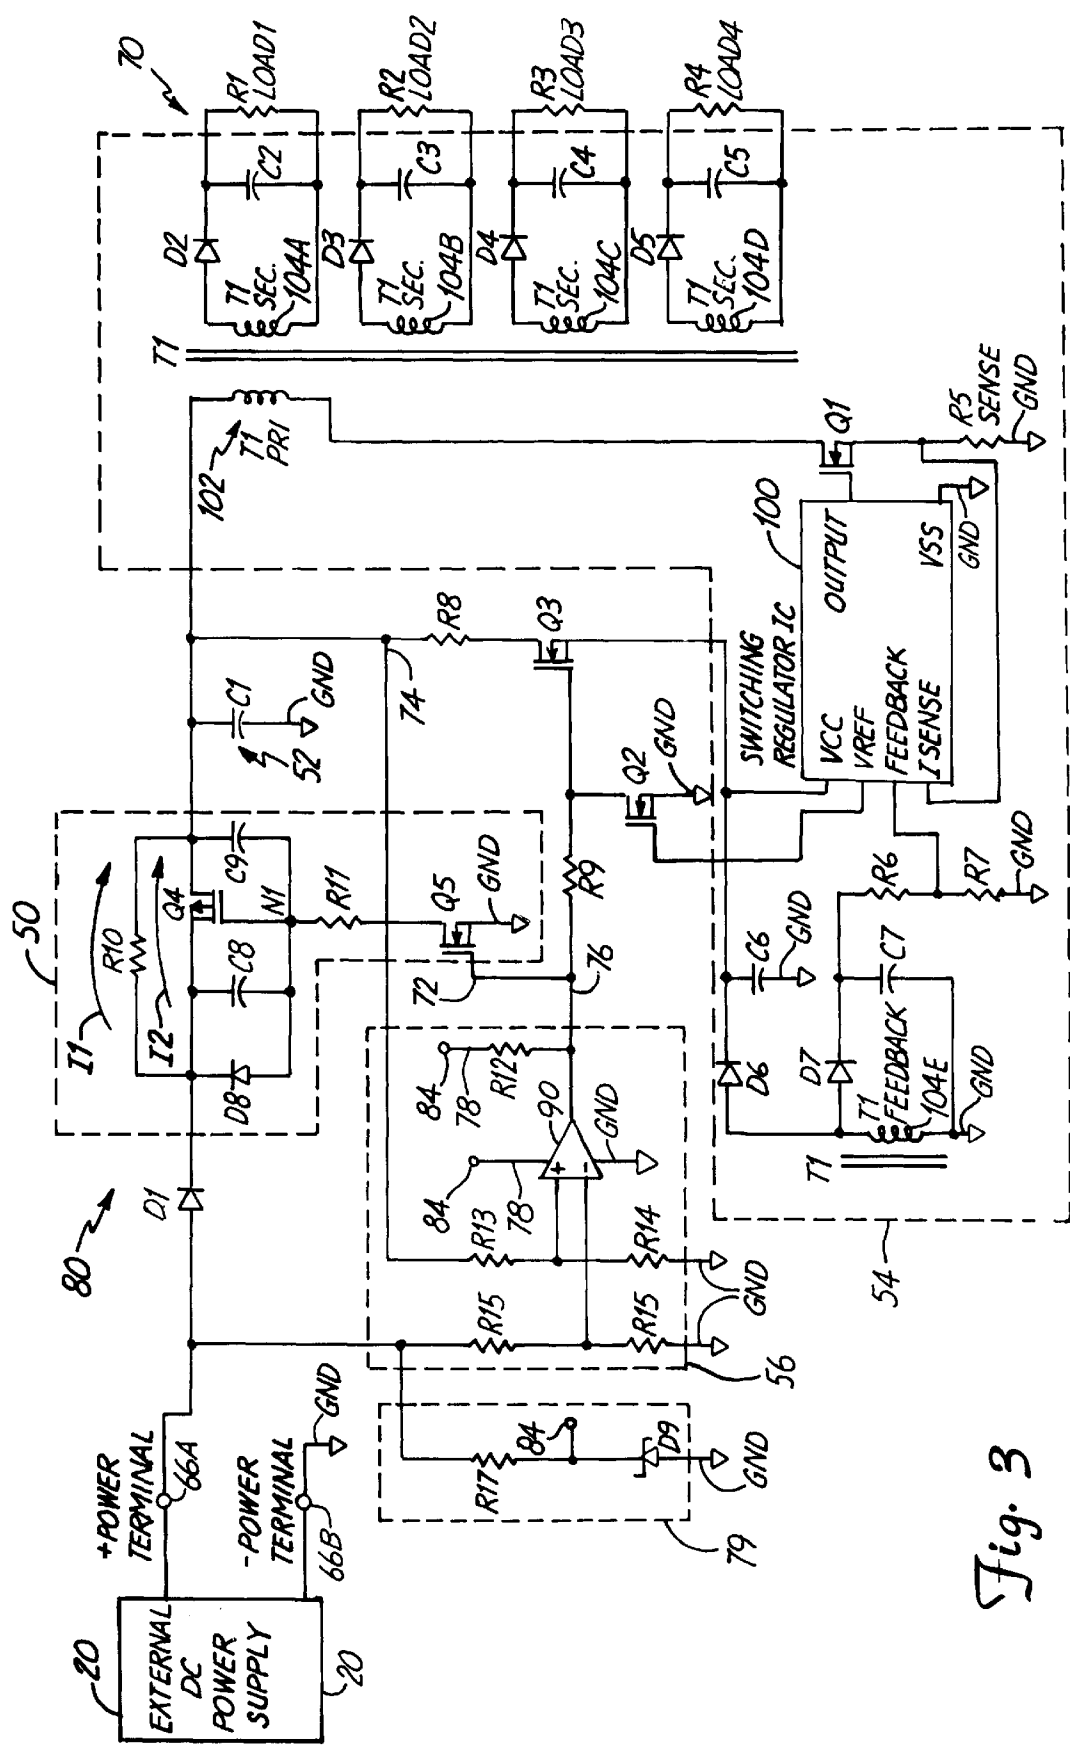 20
EXTERNAL
DC
POWER
SUPPLY
20
+POWER
TERMINAL
66A
-POWER
TERMINAL
66B
GND
80
D1
50
I1
R10
I2
D8
C8
Q4
C9
N1
R11
Q5
GND
72
C1
52
GND
74
R8
Q3
R9
76
Q2
GND
102
T1
PRI
T1
70
D2
T1
SEC.
104A
C2
R1
LOAD1
D3
T1
SEC.
104B
C3
R2
LOAD2
D4
T1
SEC.
104C
C4
R3
LOAD3
D5
T1
SEC.
104D
C5
R4
LOAD4
R17
84
D9
GND
79
R15
R15
R13
R14
GND
56
84
78
90
GND
84
78
R12
54
D6
C6
GND
T1
T1
FEEDBACK
104E
GND
D7
C7
R6
R7
GND
SWITCHING
REGULATOR IC
100
VCC
VREF
FEEDBACK
ISENSE
OUTPUT
VSS
GND
Q1
R5
SENSE
GND
Fig. 3